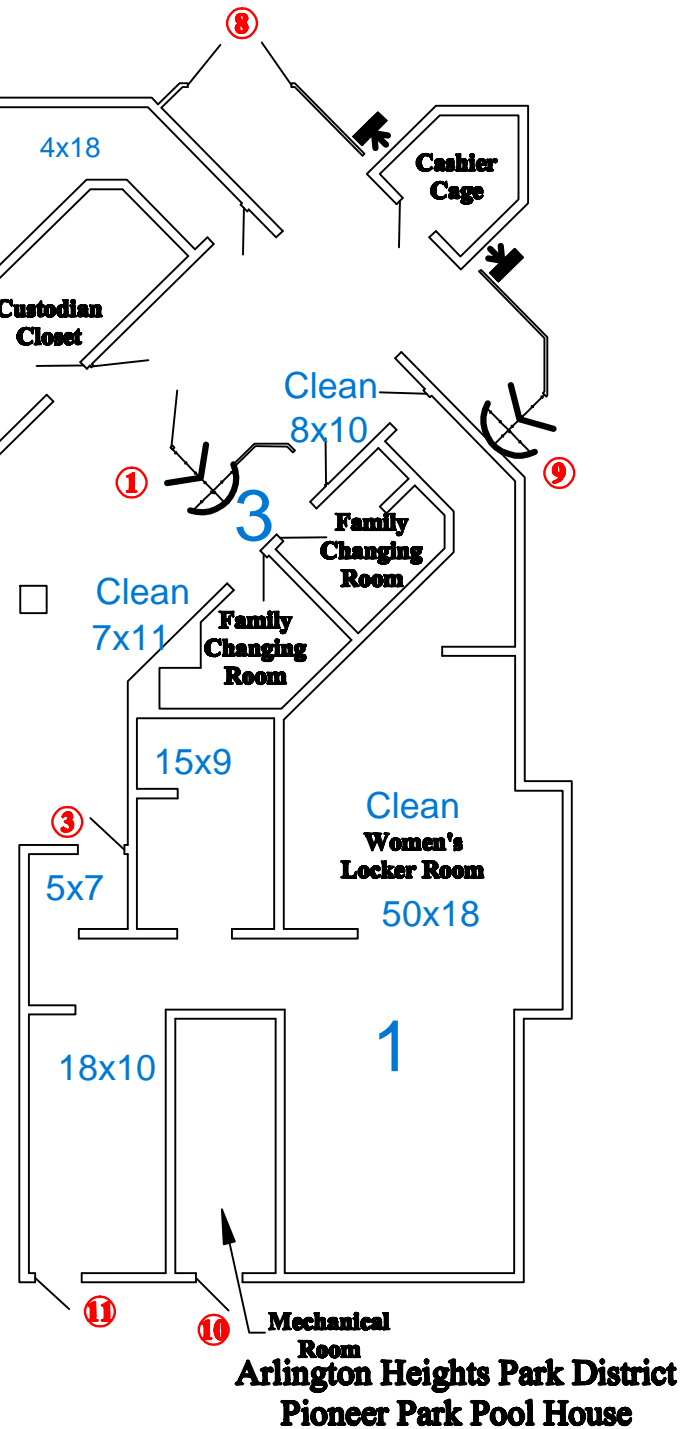 ⑧
4x18
Cashier
Cage
Custodian
Closet
Clean
8x10
①
⑨
3
Family
Changing
Room
Clean
7x11
Family
Changing
Room
15x9
③
Clean
Women's
Locker Room
5x7
50x18
1
18x10
⑪
⑩
Mechanical
Room
Arlington Heights Park District
Pioneer Park Pool House